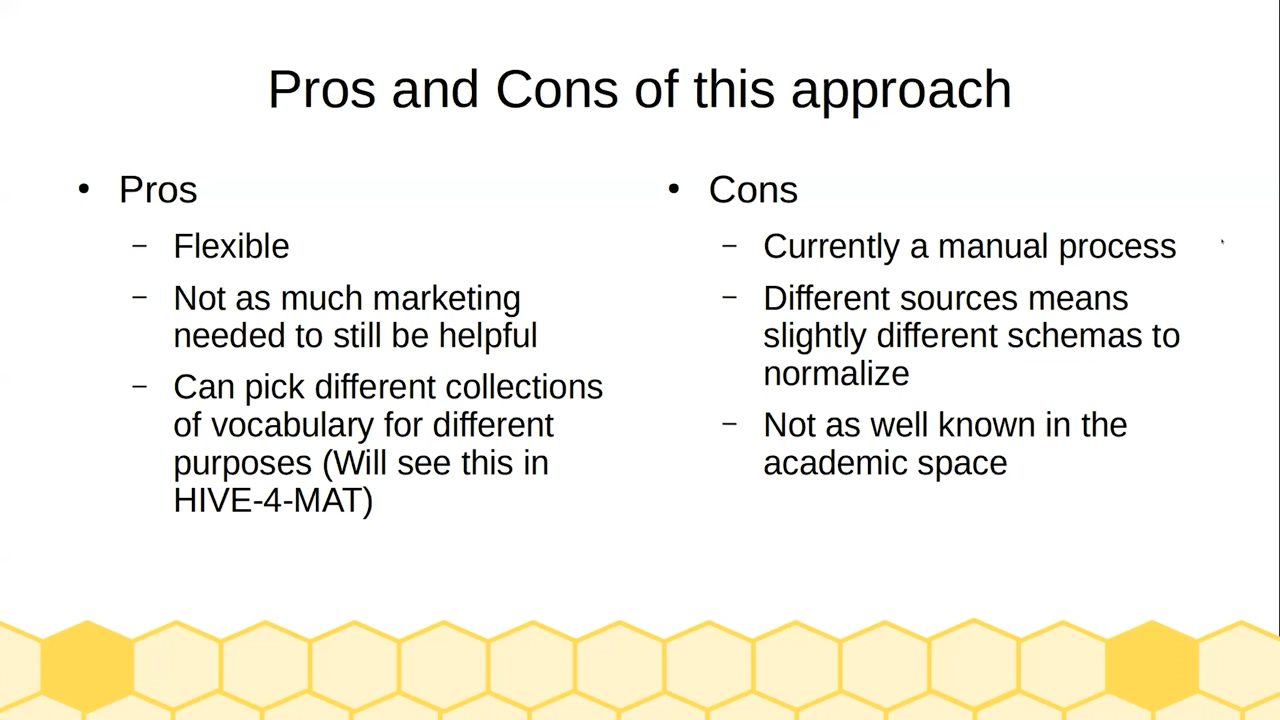 Pros and Cons of this approach
• Pros
– Flexible
– Not as much marketing
needed to still be helpful
– Can pick different collections
of vocabulary for different
purposes (Will see this in
HIVE-4-MAT)
• Cons
– Currently a manual process
– Different sources means
slightly different schemas to
normalize
– Not as well known in the
academic space